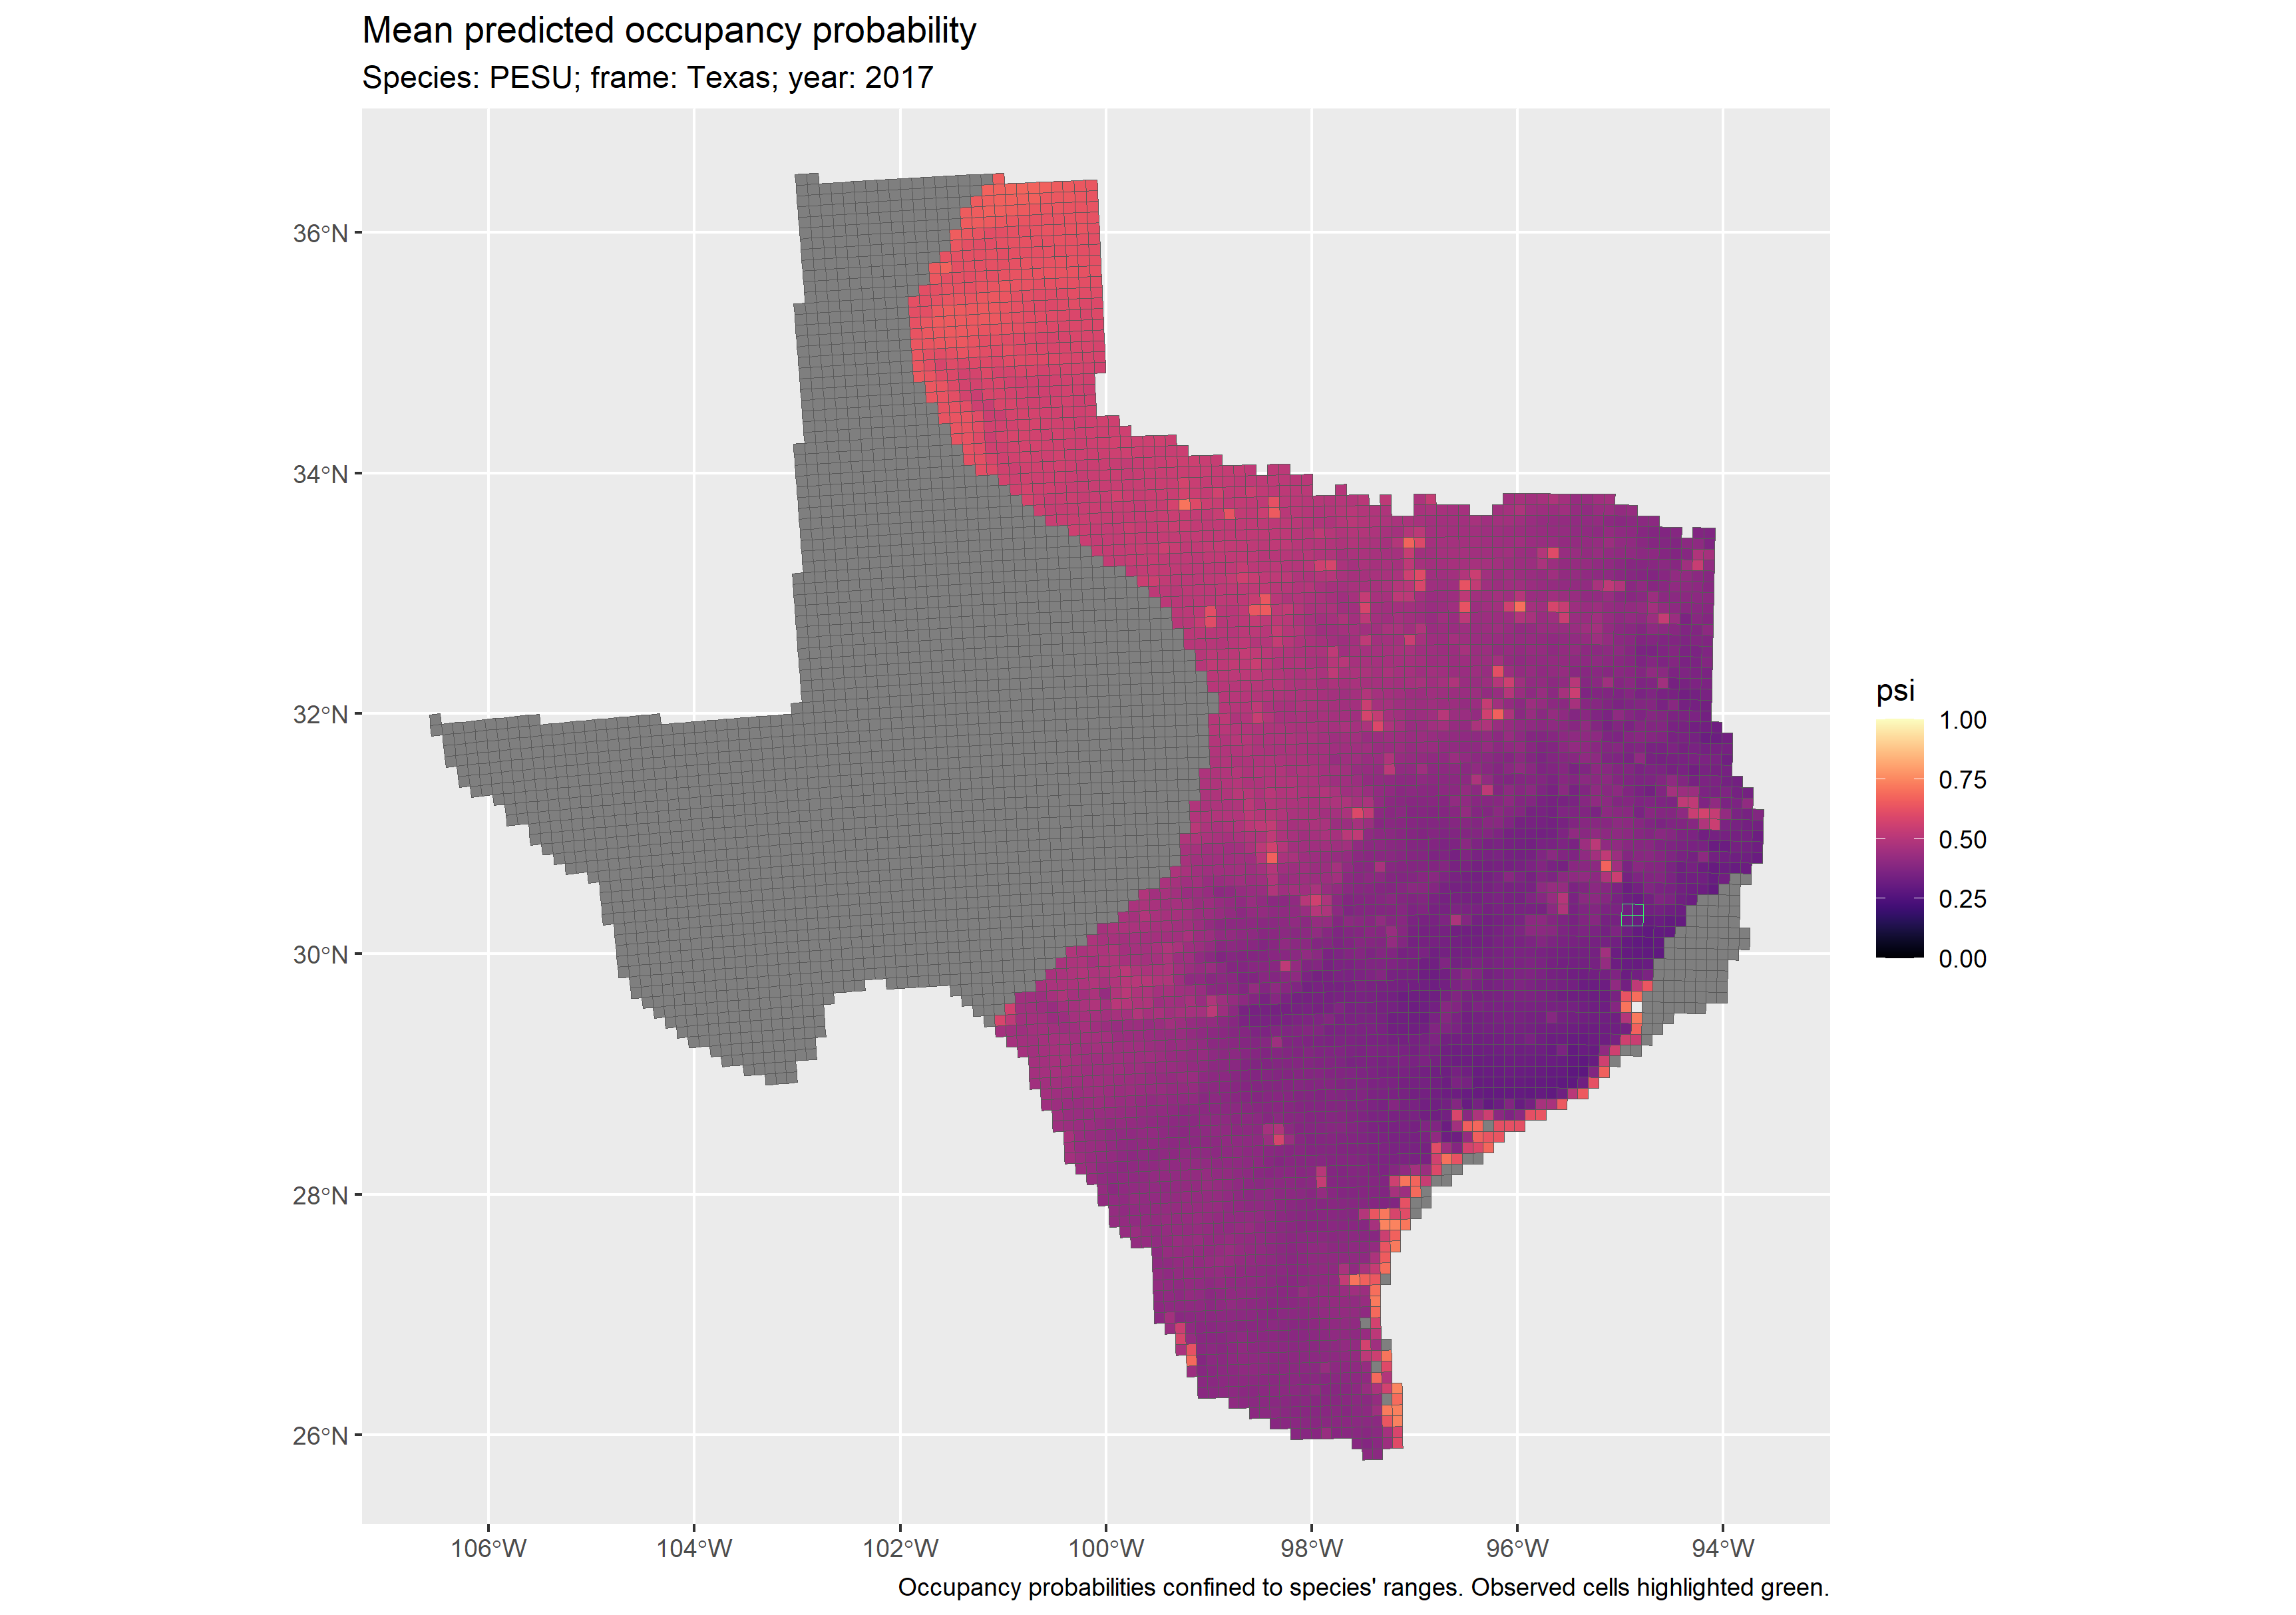 Mean predicted occupancy probability
Species: PESU; frame: Texas; year: 2017
36°N
34°N
32°N
30°N
28°N
26°N
106°W
104°W
102°W
100°W
98°W
96°W
94°W
psi
1.00
0.75
0.50
0.25
0.00
Occupancy probabilities confined to species' ranges. Observed cells highlighted green.